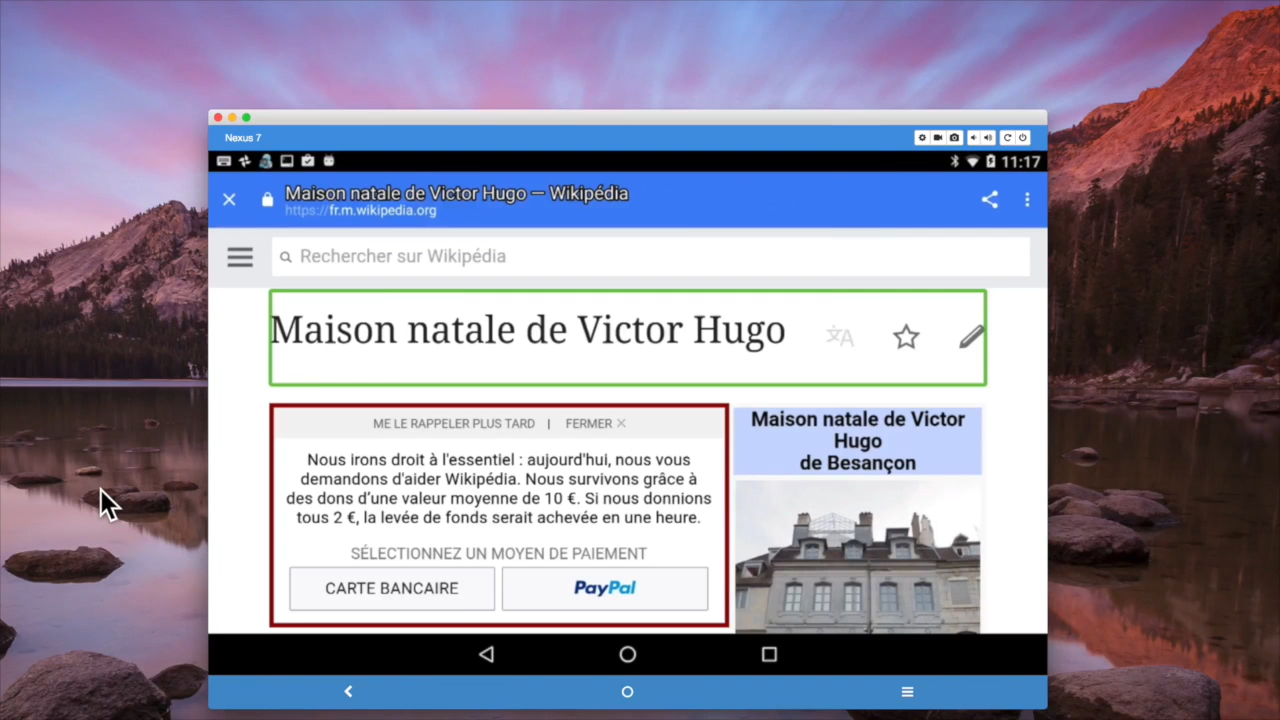 Nexus 7
11:17
Maison natale de Victor Hugo — Wikipédia
https://fr.m.wikipedia.org
Rechercher sur Wikipédia
Maison natale de Victor Hugo
ME LE RAPPELER PLUS TARD | FERMER ×
Nous irons droit à l'essentiel : aujourd'hui, nous vous
demandons d'aider Wikipédia. Nous survivons grâce à
des dons d’une valeur moyenne de 10 €. Si nous donnions
tous 2 €, la levée de fonds serait achevée en une heure.
SÉLECTIONNEZ UN MOYEN DE PAIEMENT
CARTE BANCAIRE
PayPal
Maison natale de Victor
Hugo
de Besançon